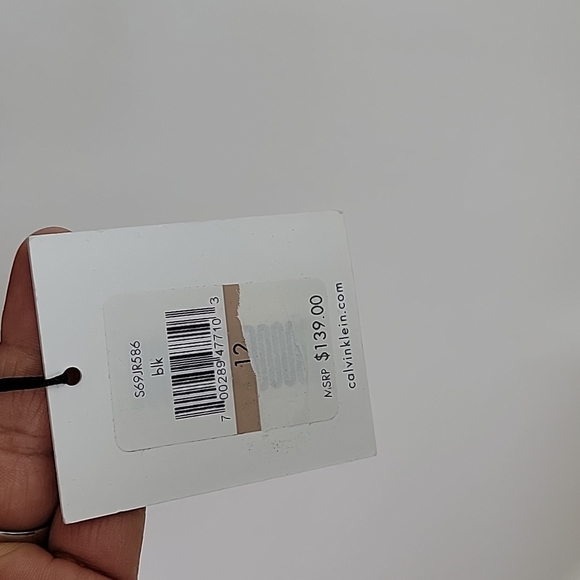 S69JR586
blk
7 00289 47710 3
12
MSRP $139.00
calvinklein.com